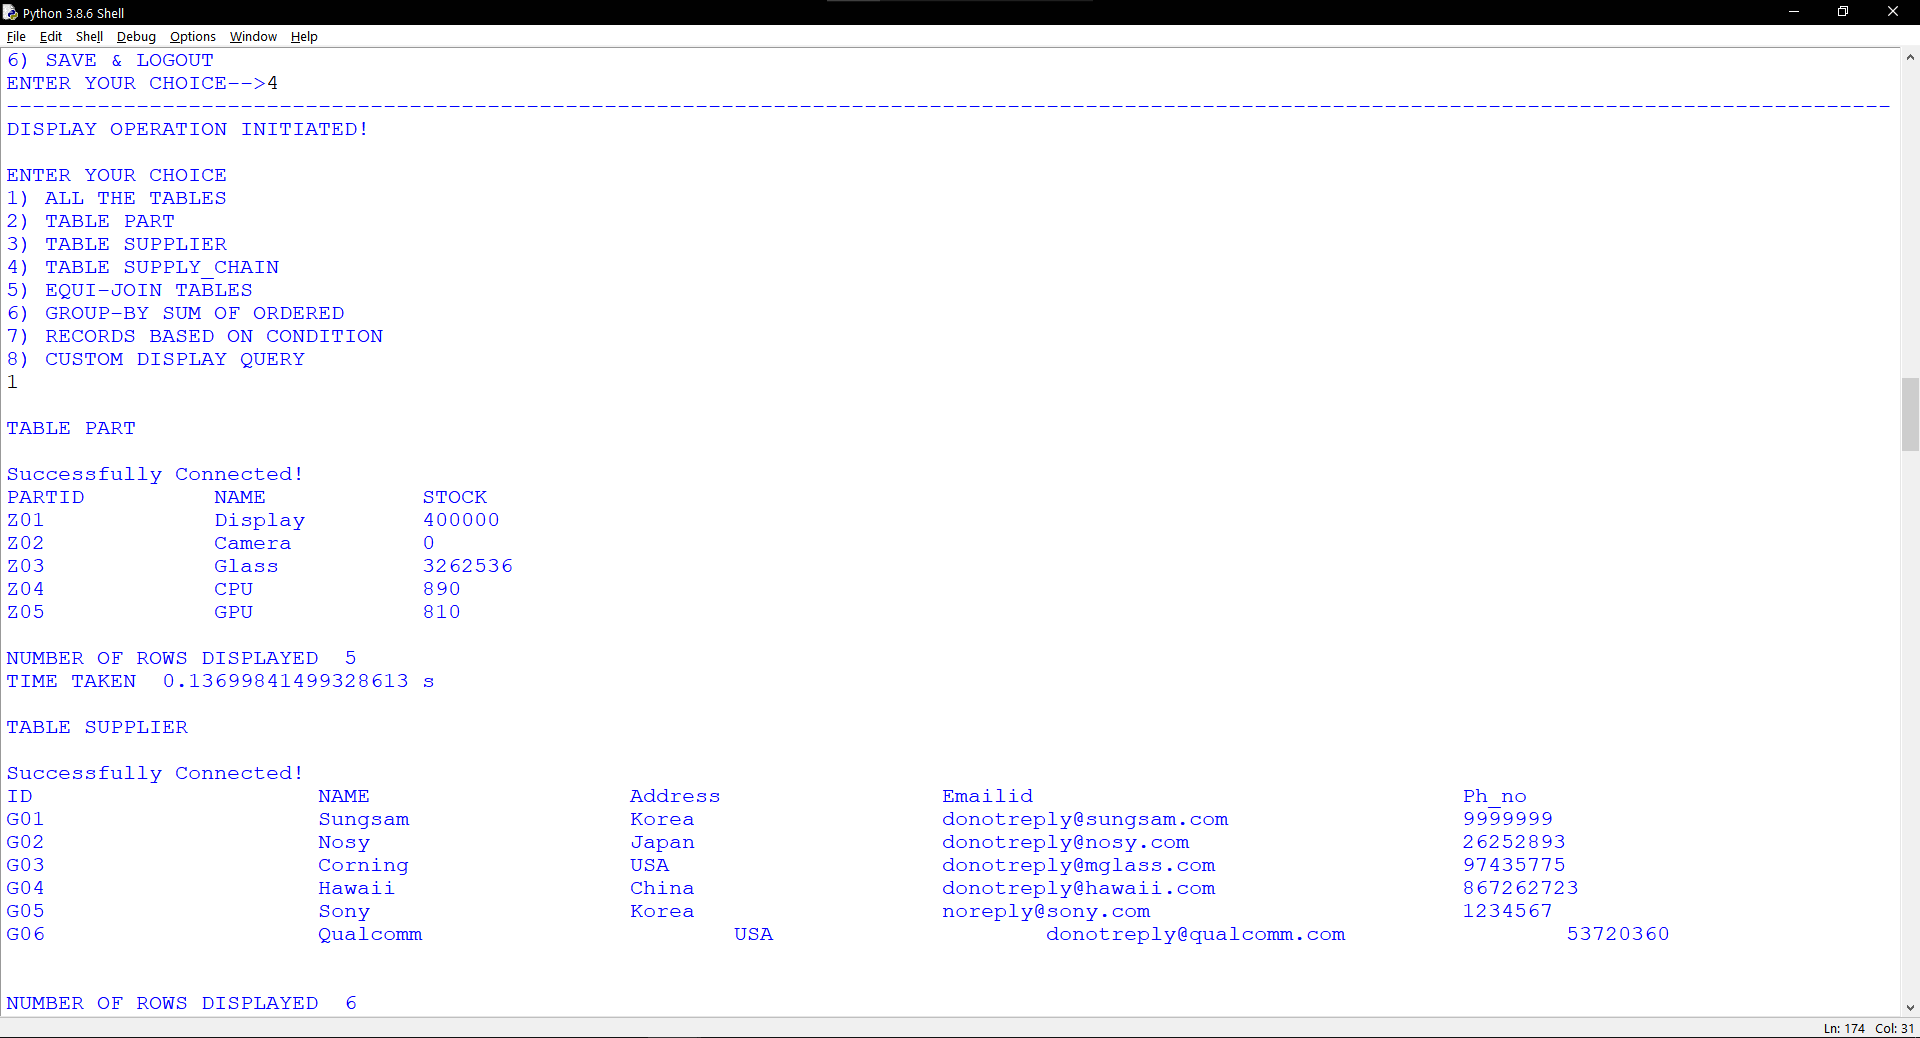 Python 3.8.6 Shell
File Edit Shell Debug Options Window Help
6) SAVE & LOGOUT
ENTER YOUR CHOICE-->4
-------------------------------------------------------------------------------------------------------------------------------------------------
DISPLAY OPERATION INITIATED!
ENTER YOUR CHOICE
1) ALL THE TABLES
2) TABLE PART
3) TABLE SUPPLIER
4) TABLE SUPPLY_CHAIN
5) EQUI-JOIN TABLES
6) GROUP-BY SUM OF ORDERED
7) RECORDS BASED ON CONDITION
8) CUSTOM DISPLAY QUERY
1
TABLE PART
Successfully Connected!
PARTID NAME STOCK
Z01 Display 400000
Z02 Camera 0
Z03 Glass 3262536
Z04 CPU 890
Z05 GPU 810
NUMBER OF ROWS DISPLAYED 5
TIME TAKEN 0.13699841499328613 s
TABLE SUPPLIER
Successfully Connected!
ID NAME Address Emailid Ph_no
G01 Sungsam Korea donotreply@sungsam.com 9999999
G02 Nosy Japan donotreply@nosy.com 26252893
G03 Corning USA donotreply@mglass.com 97435775
G04 Hawaii China donotreply@hawaii.com 867262723
G05 Sony Korea noreply@sony.com 1234567
G06 Qualcomm USA donotreply@qualcomm.com 53720360
NUMBER OF ROWS DISPLAYED 6
Ln: 174 Col: 31